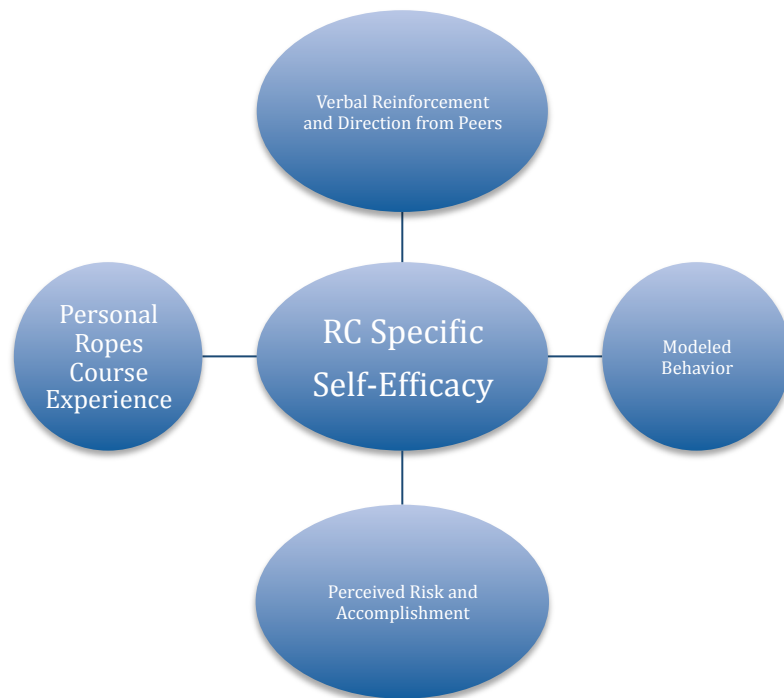 Verbal Reinforcement
and Direction from Peers
Personal
Ropes
Course
Experience
RC Specific
Self-Efficacy
Modeled
Behavior
Perceived Risk and
Accomplishment